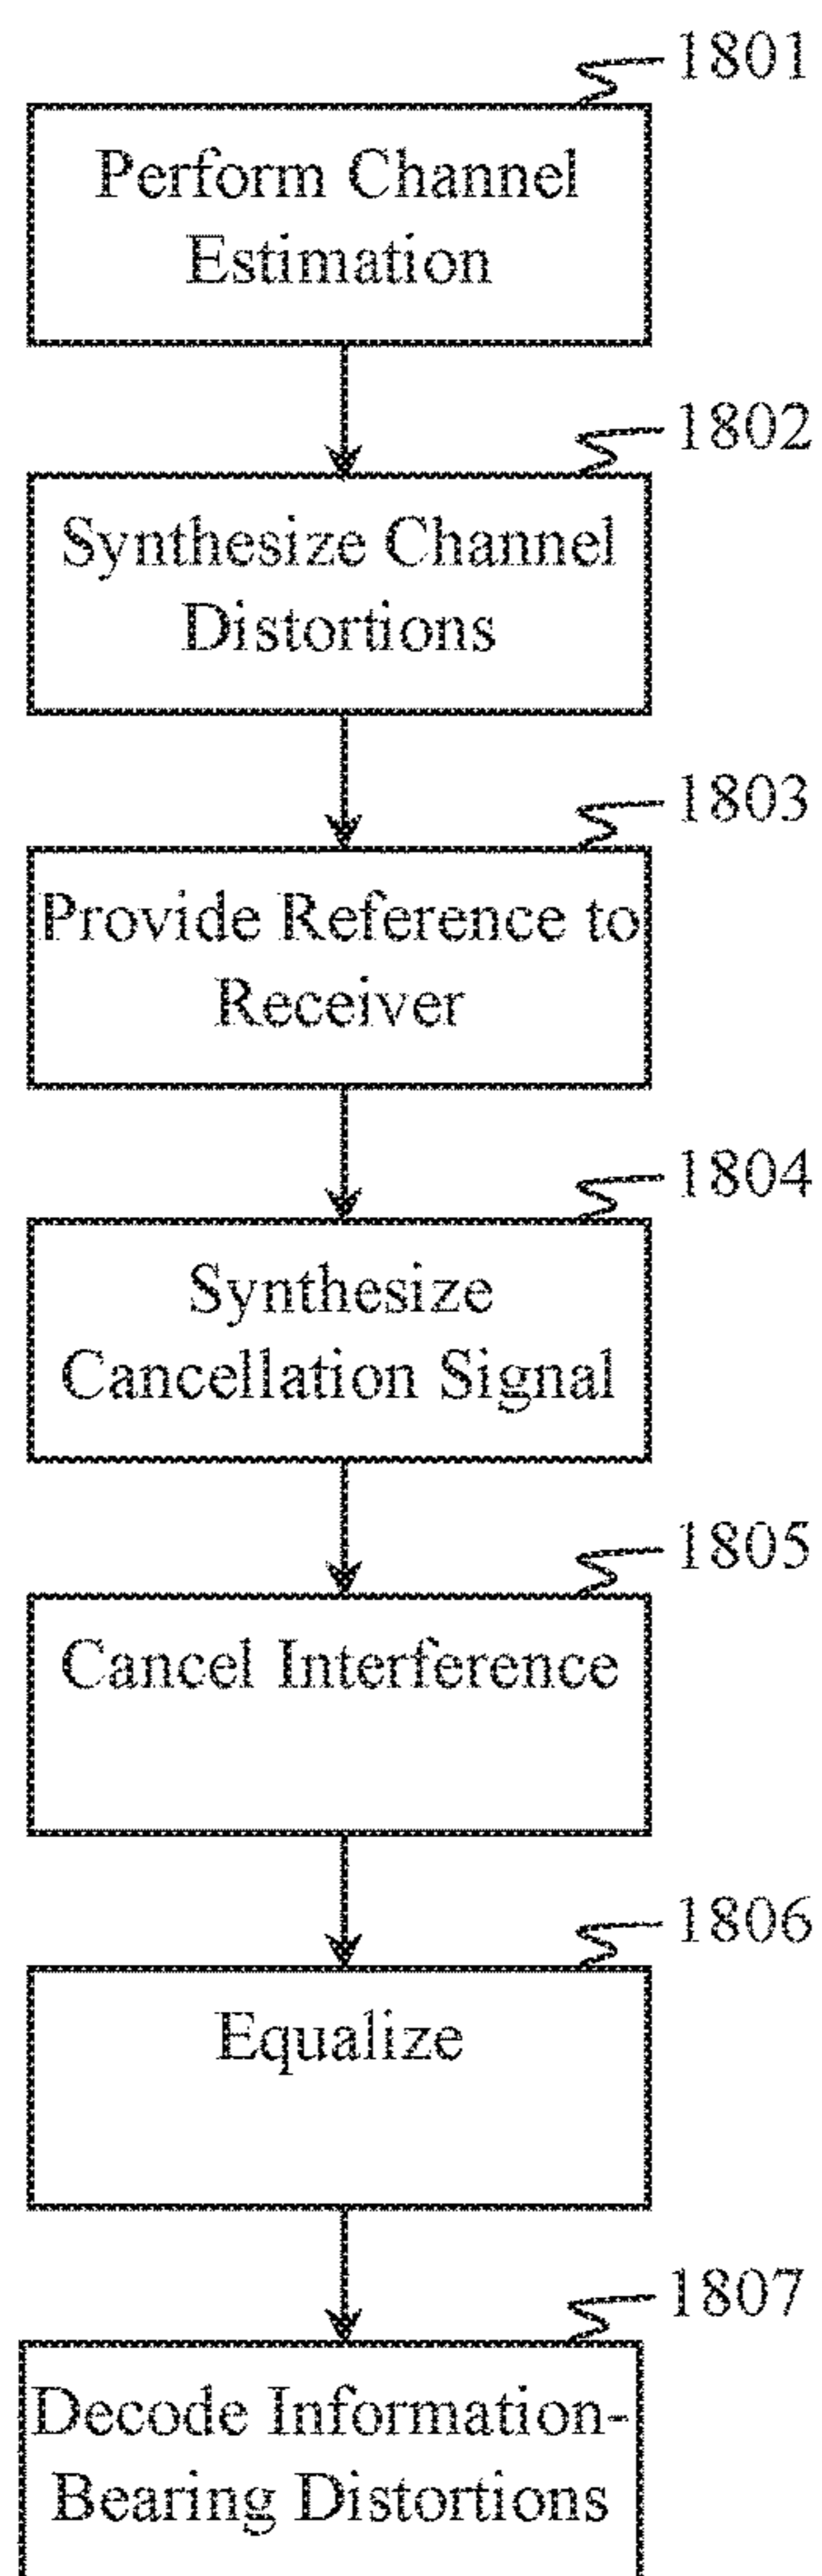 1801
Perform Channel
Estimation
1802
Synthesize Channel
Distortions
1803
Provide Reference to
Receiver
1804
Synthesize
Cancellation Signal
1805
Cancel Interference
1806
Equalize
1807
Decode Information-
Bearing Distortions